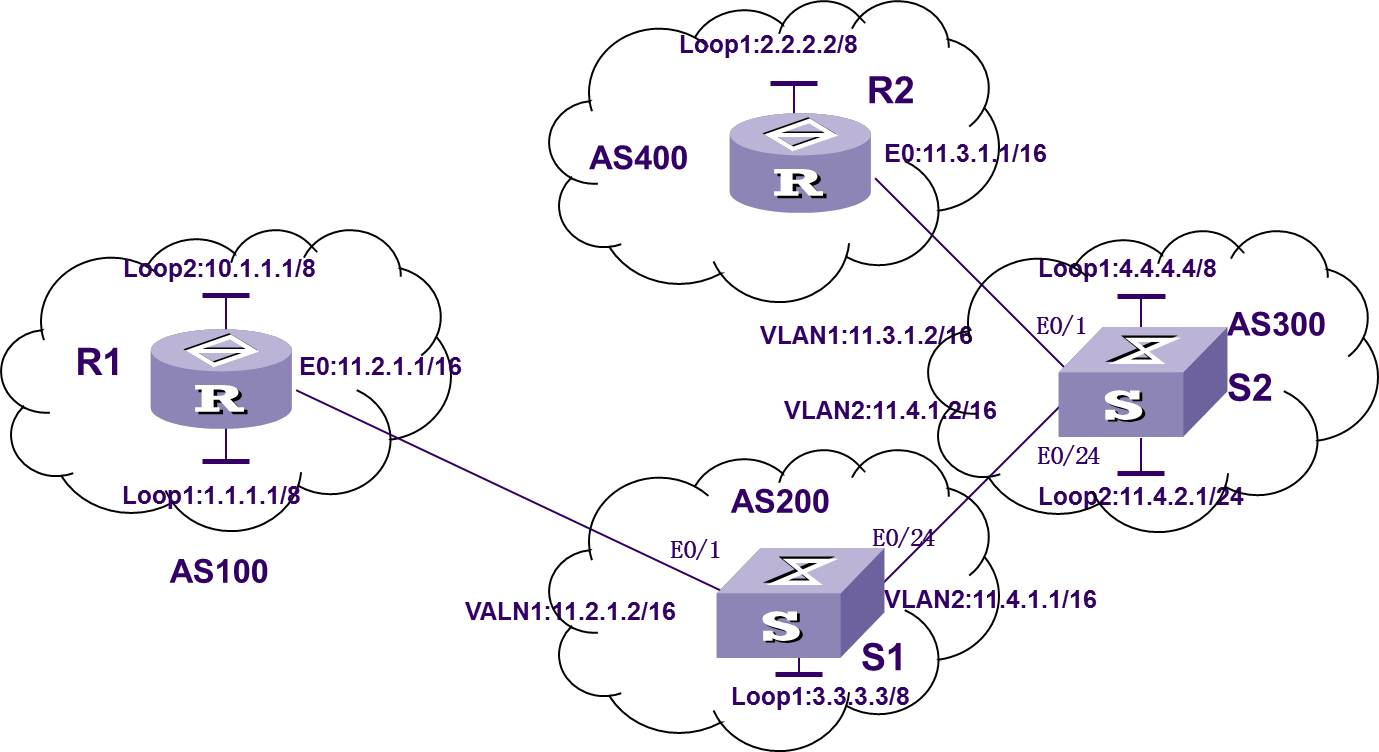 Loop1:2.2.2.2/8
R2
AS400
E0:11.3.1.1/16
R
Loop2:10.1.1.1/8
R1
E0:11.2.1.1/16
R
Loop1:1.1.1.1/8
AS100
Loop1:4.4.4.4/8
AS300
VLAN1:11.3.1.2/16
E0/1
S2
S
VLAN2:11.4.1.2/16
E0/24
Loop2:11.4.2.1/24
AS200
E0/1
E0/24
VALN1:11.2.1.2/16
VLAN2:11.4.1.1/16
S
S1
Loop1:3.3.3.3/8